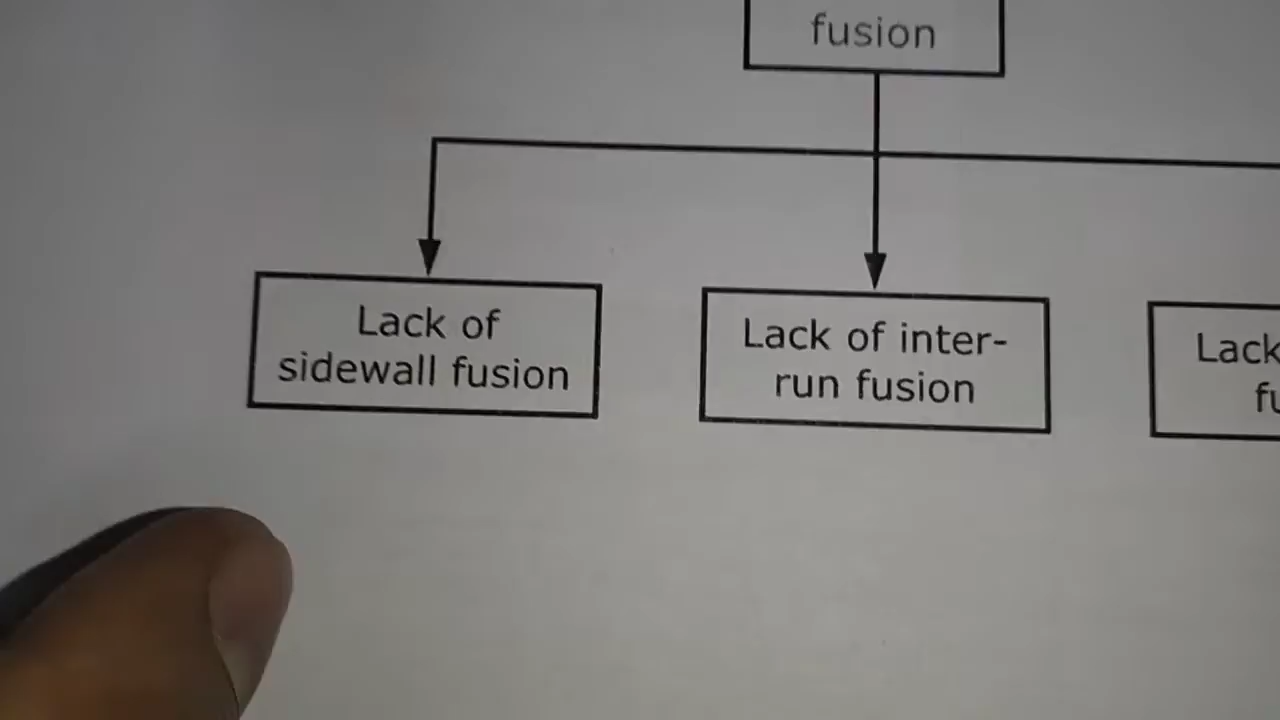 fusion
Lack of
sidewall fusion
Lack of inter-
run fusion
Lack